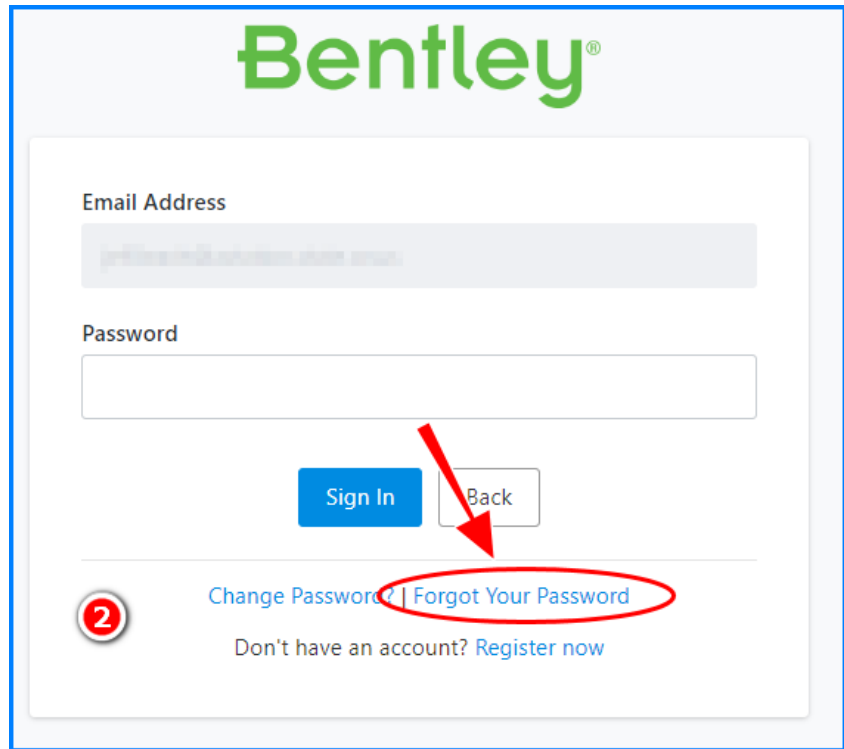 Bentley®
Email Address
Password
Sign In
Back
Change Password? | Forgot Your Password
2
Don't have an account? Register now